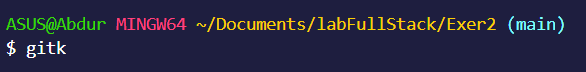 ASUS@Abdur MINGW64 ~/Documents/labFullStack/Exer2 (main)
$ gitk